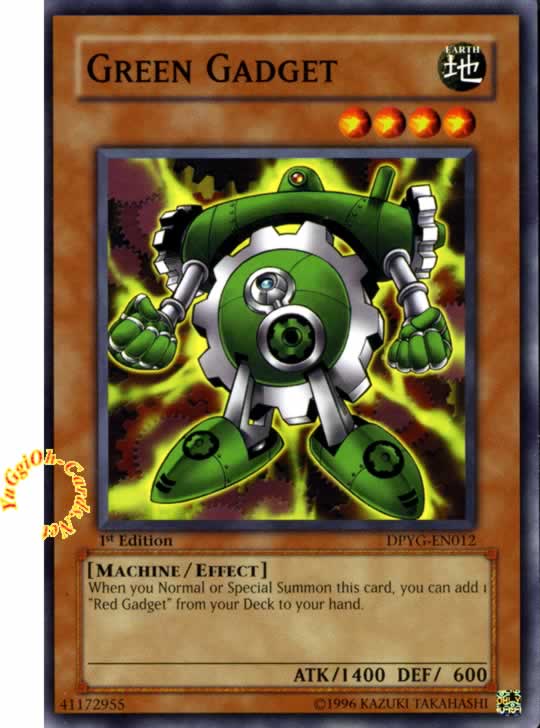 GREEN GADGET
EARTH
地
1st Edition
DPYG-EN012
[MACHINE/EFFECT]
When you Normal or Special Summon this card, you can add 1
"Red Gadget" from your Deck to your hand.
ATK/1400 DEF/ 600
41172955
©1996 KAZUKI TAKAHASHI
YuGgiOh-Cards.Net